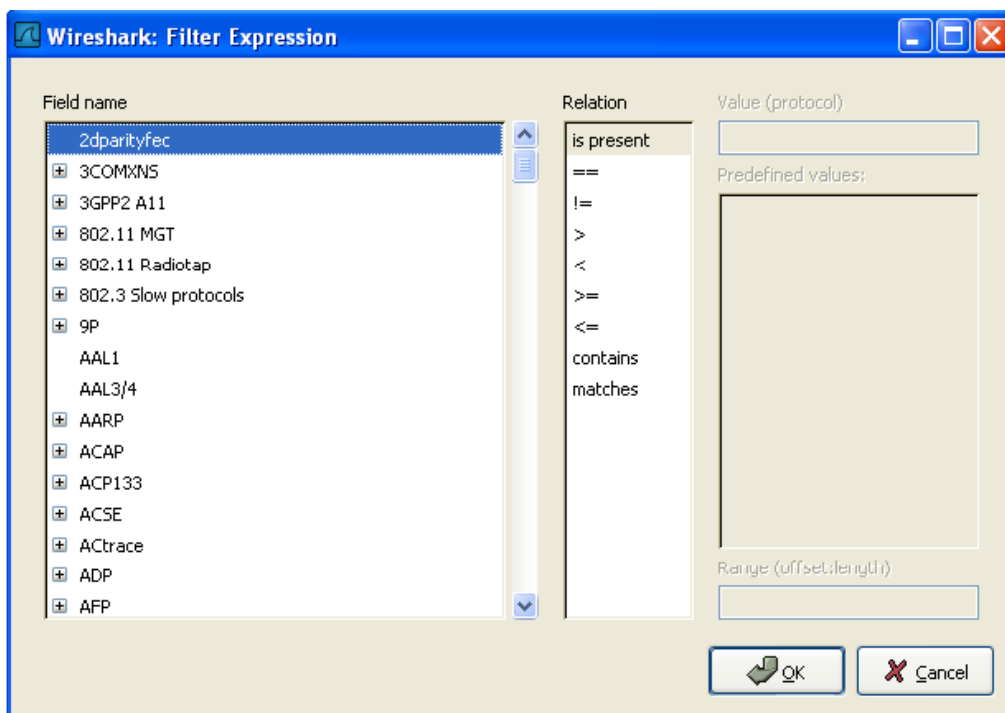 Wireshark: Filter Expression
Field name
2dparityfec
3COMXNS
3GPP2 A11
802.11 MGT
802.11 Radiotap
802.3 Slow protocols
9P
AAL1
AAL3/4
AARP
ACAP
ACP133
ACSE
ACtrace
ADP
AFP
Relation
is present
==
!=
>
<
>=
<=
contains
matches
Value (protocol)
Predefined values:
Range (offset:length)
OK
Cancel